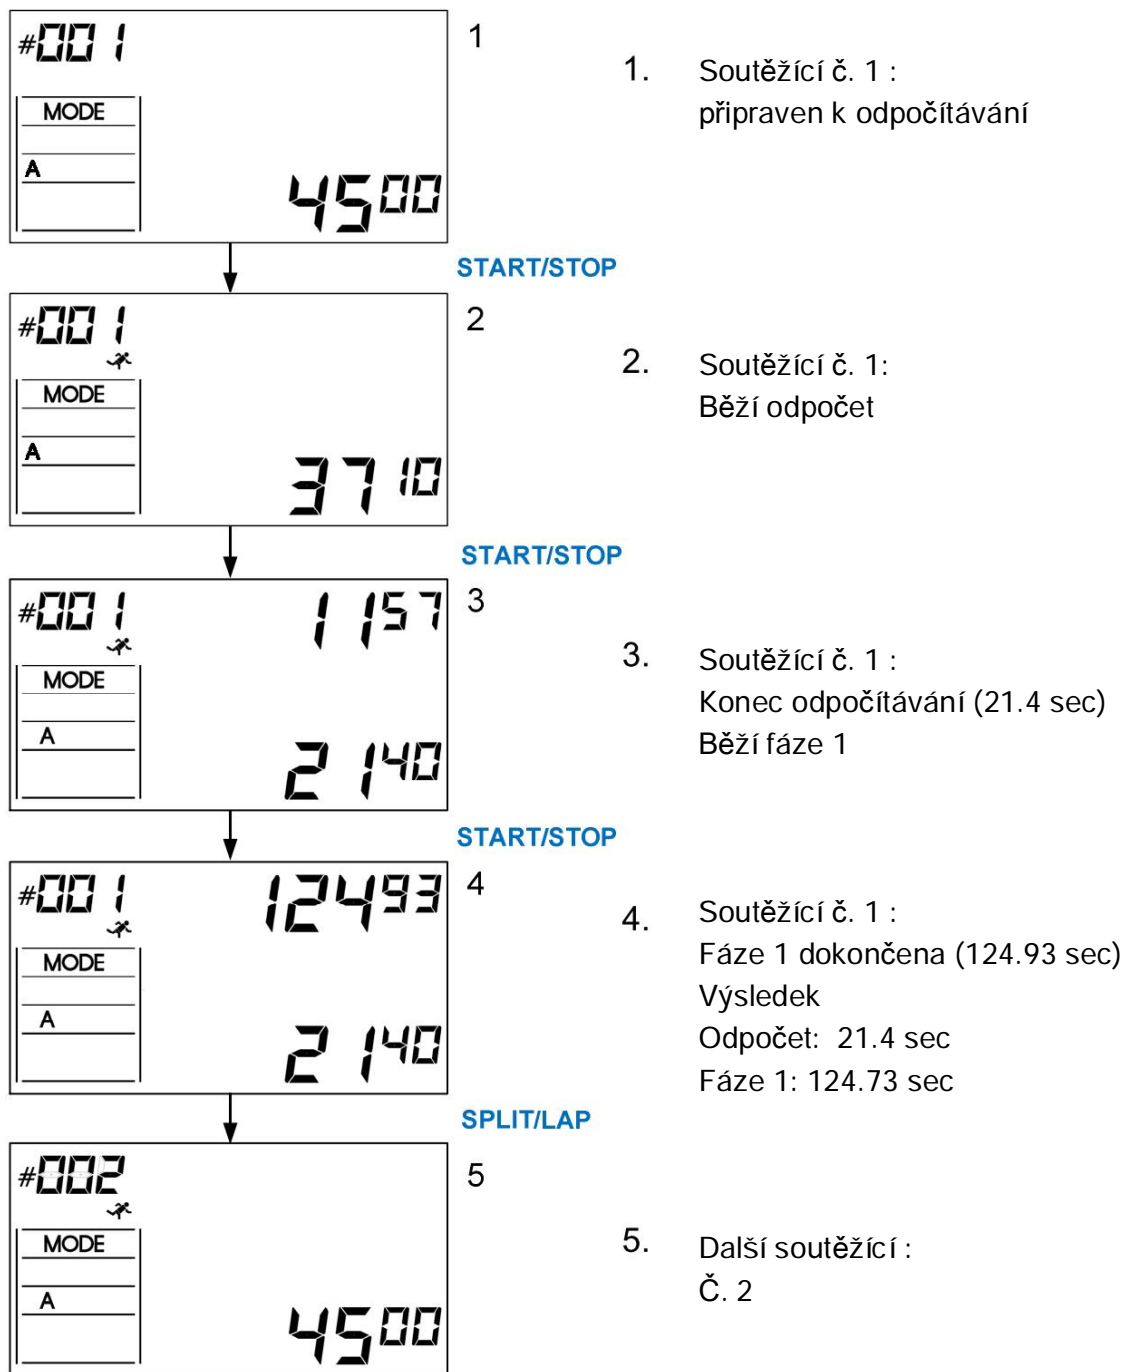 #001
1
MODE
A
4500
1. Soutěžící č. 1 :
připraven k odpočítávání
START/STOP
#001
2
MODE
A
3710
2. Soutěžící č. 1:
Běží odpočet
START/STOP
#001
1157
3
MODE
A
2140
3. Soutěžící č. 1 :
Konec odpočítávání (21.4 sec)
Běží fáze 1
START/STOP
#001
12493
4
MODE
A
2140
4. Soutěžící č. 1 :
Fáze 1 dokončena (124.93 sec)
Výsledek
Odpočet: 21.4 sec
Fáze 1: 124.73 sec
SPLIT/LAP
#002
5
MODE
A
4500
5. Další soutěžící :
Č. 2